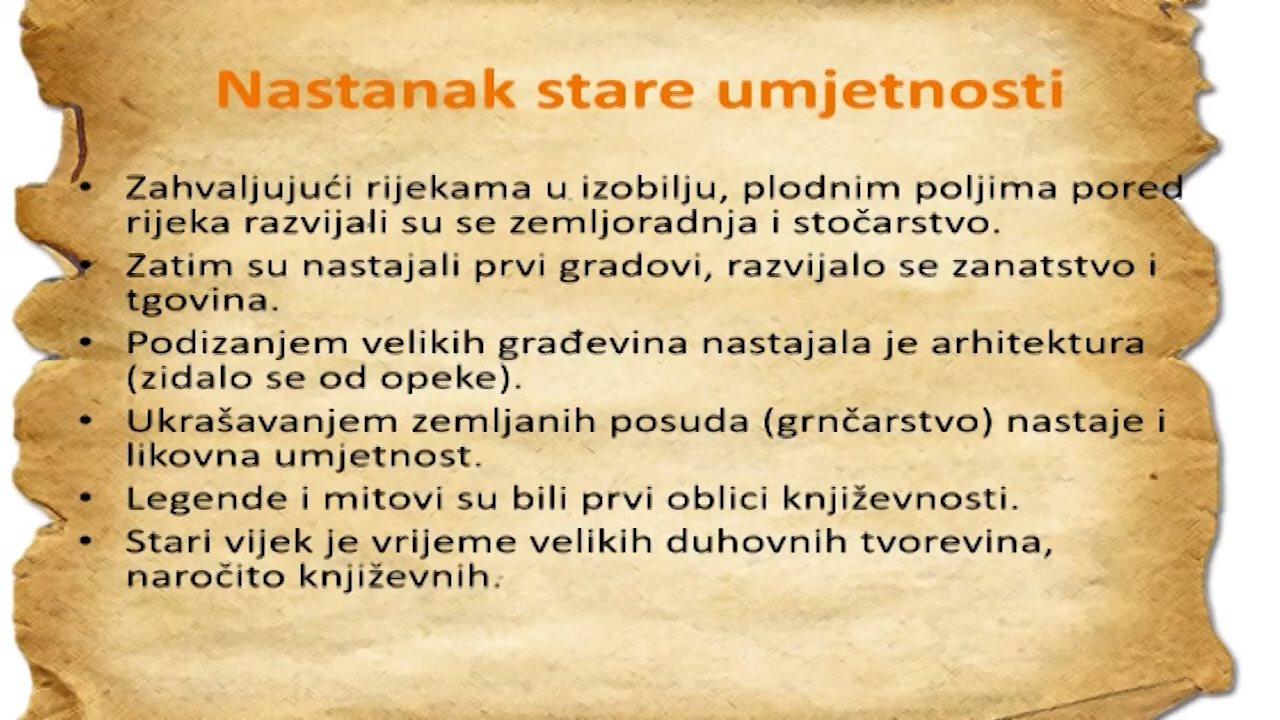 Nastanak stare umjetnosti
• Zahvaljujući rijekama u izobilju, plodnim poljima pored
rijeka razvijali su se zemljoradnja i stočarstvo.
• Zatim su nastajali prvi gradovi, razvijalo se zanatstvo i
tgovina.
• Podizanjem velikih građevina nastajala je arhitektura
(zidalo se od opeke).
• Ukrašavanjem zemljanih posuda (grnčarstvo) nastaje i
likovna umjetnost.
• Legende i mitovi su bili prvi oblici književnosti.
• Stari vijek je vrijeme velikih duhovnih tvorevina,
naročito književnih.